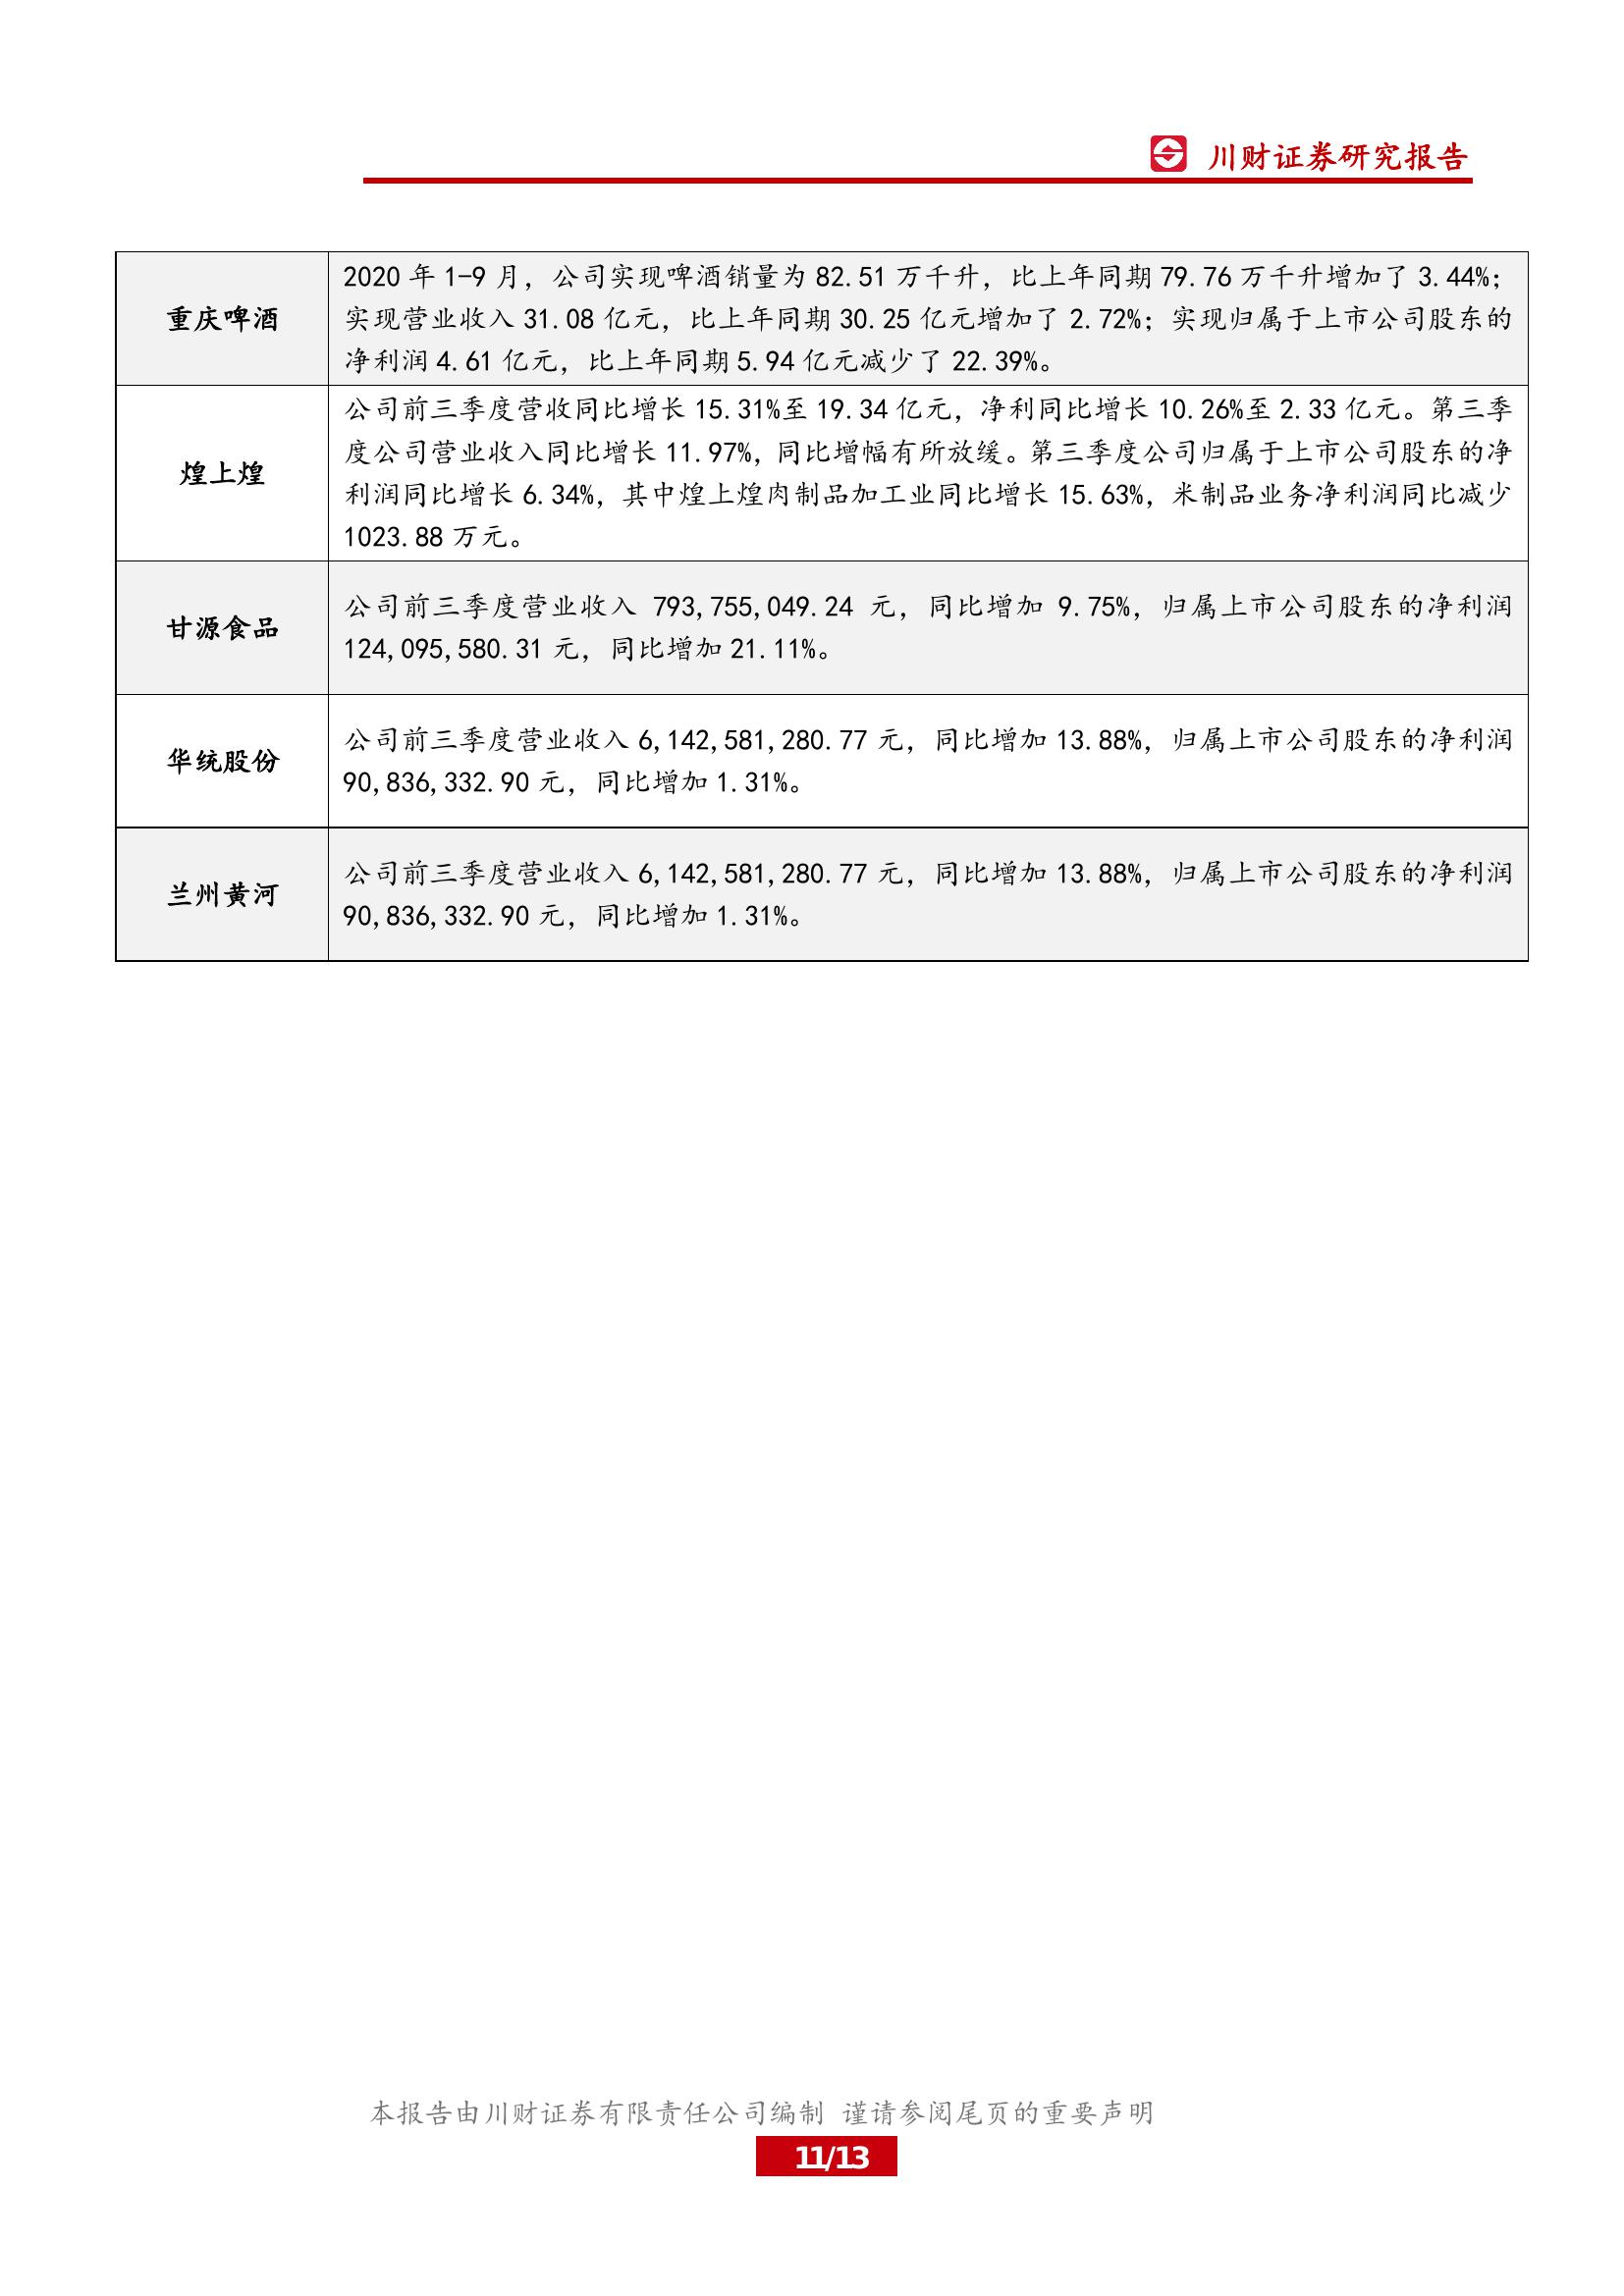 川财证券研究报告
重庆啤酒
2020 年 1-9 月，公司实现啤酒销量为 82.51 万千升，比上年同期 79.76 万千升增加了 3.44%；
实现营业收入 31.08 亿元，比上年同期 30.25 亿元增加了 2.72%；实现归属于上市公司股东的
净利润 4.61 亿元，比上年同期 5.94 亿元减少了 22.39%。
煌上煌
公司前三季度营收同比增长 15.31%至 19.34 亿元，净利同比增长 10.26%至 2.33 亿元。第三季
度公司营业收入同比增长 11.97%，同比增幅有所放缓。第三季度公司归属于上市公司股东的净
利润同比增长 6.34%，其中煌上煌肉制品加工业同比增长 15.63%，米制品业务净利润同比减少
1023.88 万元。
甘源食品
公司前三季度营业收入 793,755,049.24 元，同比增加 9.75%，归属上市公司股东的净利润
124,095,580.31 元，同比增加 21.11%。
华统股份
公司前三季度营业收入 6,142,581,280.77 元，同比增加 13.88%，归属上市公司股东的净利润
90,836,332.90 元，同比增加 1.31%。
兰州黄河
公司前三季度营业收入 6,142,581,280.77 元，同比增加 13.88%，归属上市公司股东的净利润
90,836,332.90 元，同比增加 1.31%。
本报告由川财证券有限责任公司编制 谨请参阅尾页的重要声明
11/13